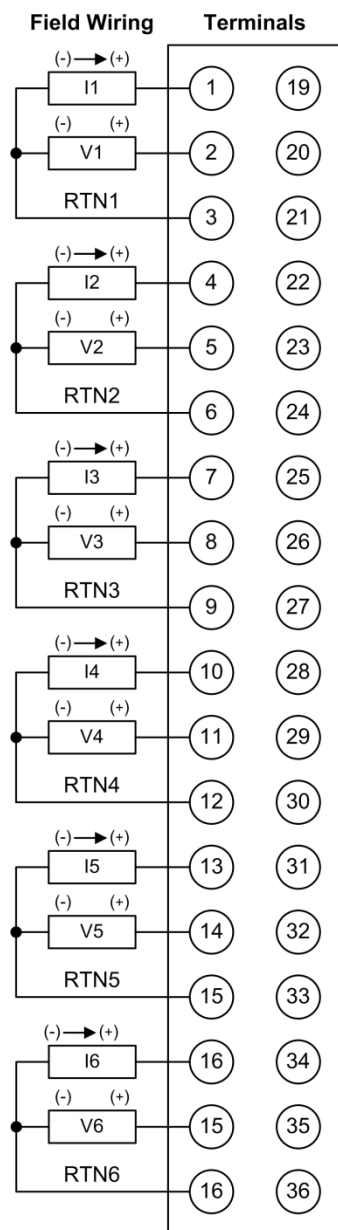 Field Wiring Terminals
(-) (+)
I1 1 19
(-) (+)
V1 2 20
RTN1 3 21
(-) (+)
I2 4 22
(-) (+)
V2 5 23
RTN2 6 24
(-) (+)
I3 7 25
(-) (+)
V3 8 26
RTN3 9 27
(-) (+)
I4 10 28
(-) (+)
V4 11 29
RTN4 12 30
(-) (+)
I5 13 31
(-) (+)
V5 14 32
RTN5 15 33
(-) (+)
I6 16 34
(-) (+)
V6 15 35
RTN6 16 36